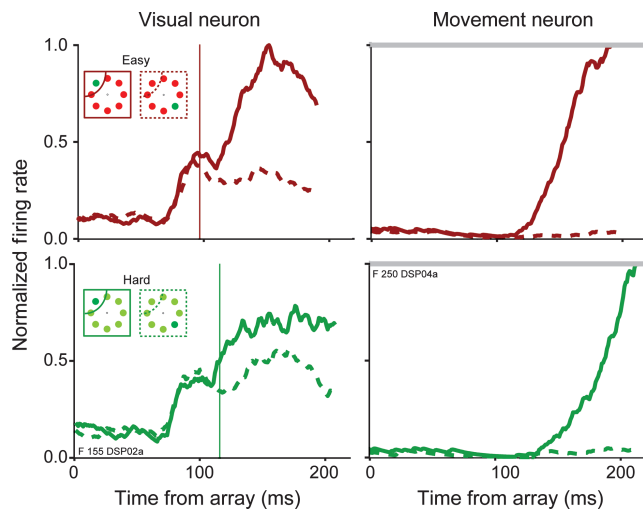 Visual neuron
Movement neuron
Normalized firing rate
1.0
Easy
0.5
0.0
1.0
Hard
F 250 DSP04a
0.5
F 155 DSP02a
0.0
0
100
200
0
100
200
Time from array (ms)
Time from array (ms)